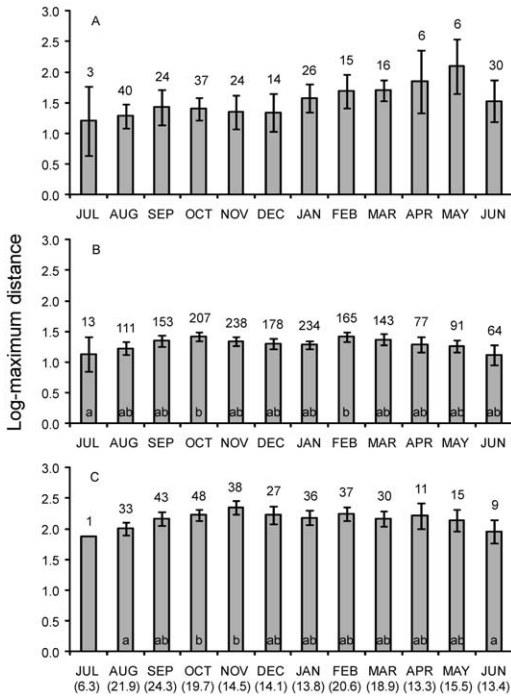 A
3.0
2.5
2.0
1.5
1.0
0.5
0.0
3 40 24 37 24 14 26 15 16 6 6 30
JUL AUG SEP OCT NOV DEC JAN FEB MAR APR MAY JUN
Log-maximum distance
B
3.0
2.5
2.0
1.5
1.0
0.5
0.0
13 111 153 207 238 178 234 165 143 77 91 64
a ab ab b ab ab ab b ab ab ab ab
JUL AUG SEP OCT NOV DEC JAN FEB MAR APR MAY JUN
C
3.0
2.5
2.0
1.5
1.0
0.5
0.0
1 33 43 48 38 27 36 37 30 11 15 9
a ab b b ab ab ab ab ab ab a
JUL AUG SEP OCT NOV DEC JAN FEB MAR APR MAY JUN
(6.3) (21.9) (24.3) (19.7) (14.5) (14.1) (13.8) (20.6) (18.9) (13.3) (15.5) (13.4)